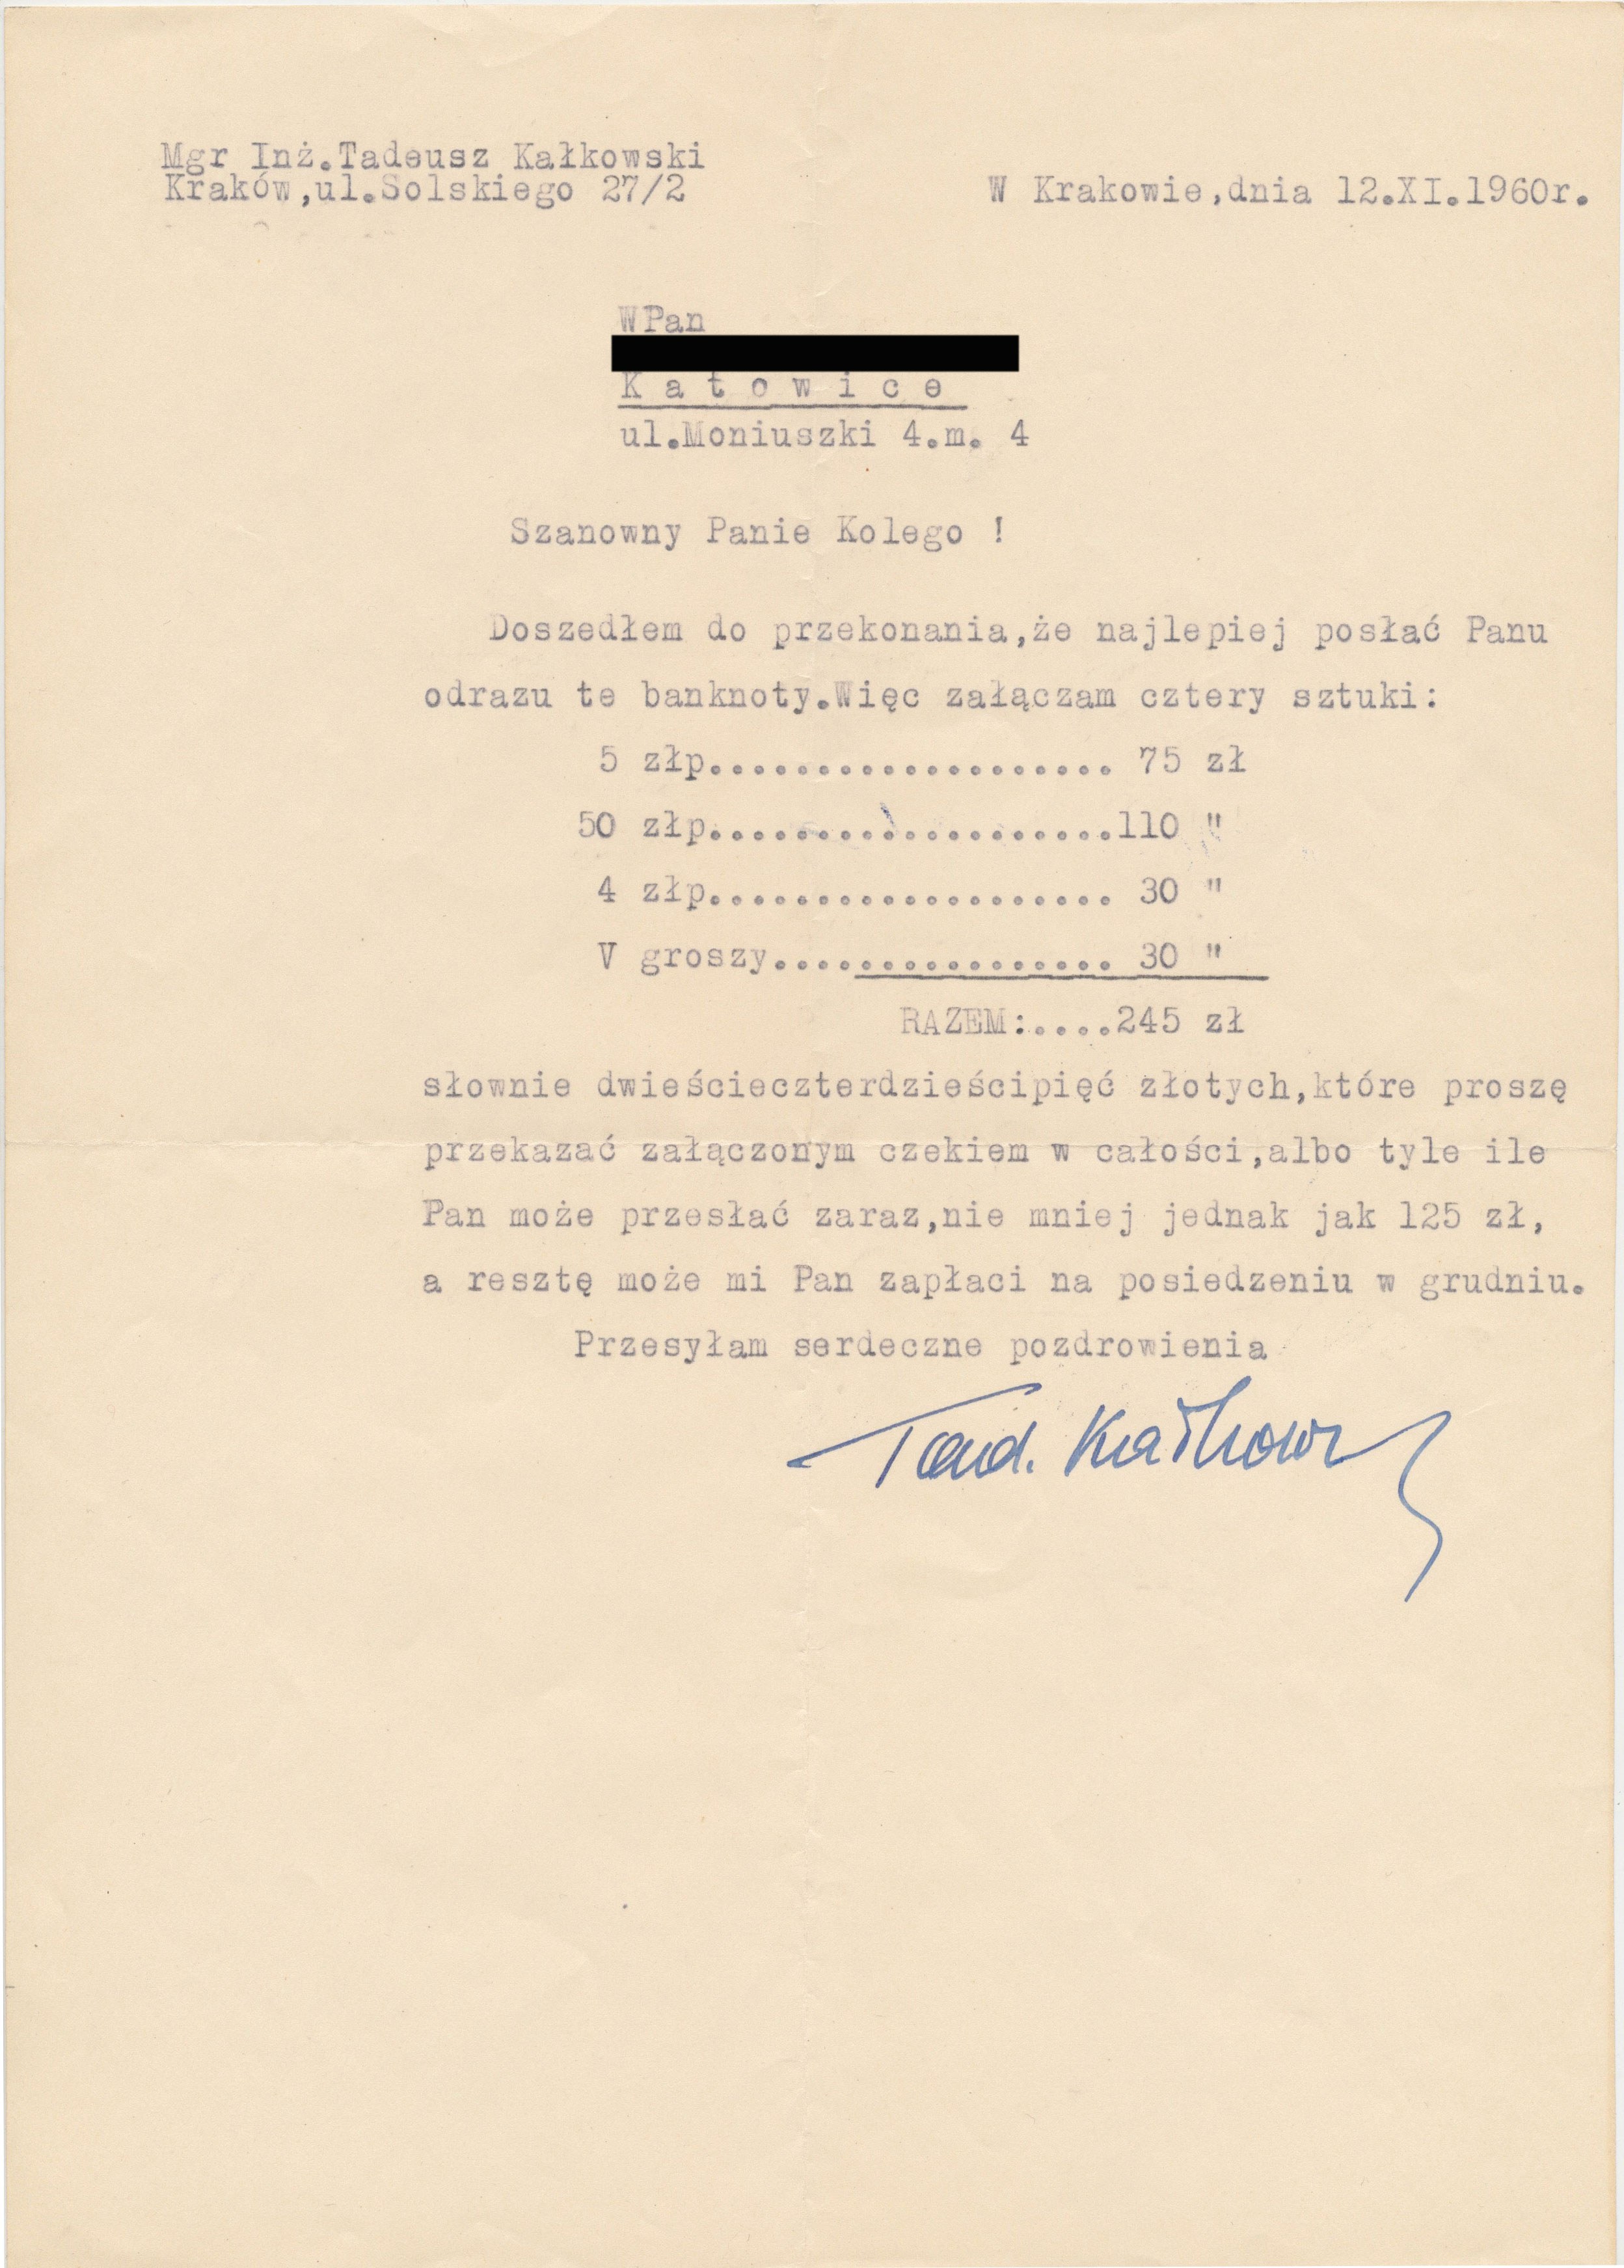 Mgr Inż.Tadeusz Kałkowski
Kraków,ul.Solskiego 27/2
W Krakowie,dnia 12.XI.1960r.
WPan
K a t o w i c e
ul.Moniuszki 4.m. 4
Szanowny Panie Kolego !
Doszedłem do przekonania,że najlepiej posłać Panu
odrazu te banknoty.Więc załączam cztery sztuki:
5 złp................... 75 zł
50 złp...................110 "
4 złp................... 30 "
V groszy................ 30 "
RAZEM:....245 zł
słownie dwieścieczterdzieścipięć złotych,które proszę
przekazać załączonym czekiem w całości,albo tyle ile
Pan może przesłać zaraz,nie mniej jednak jak 125 zł,
a resztę może mi Pan zapłaci na posiedzeniu w grudniu.
Przesyłam serdeczne pozdrowienia
Tad. Kałkow